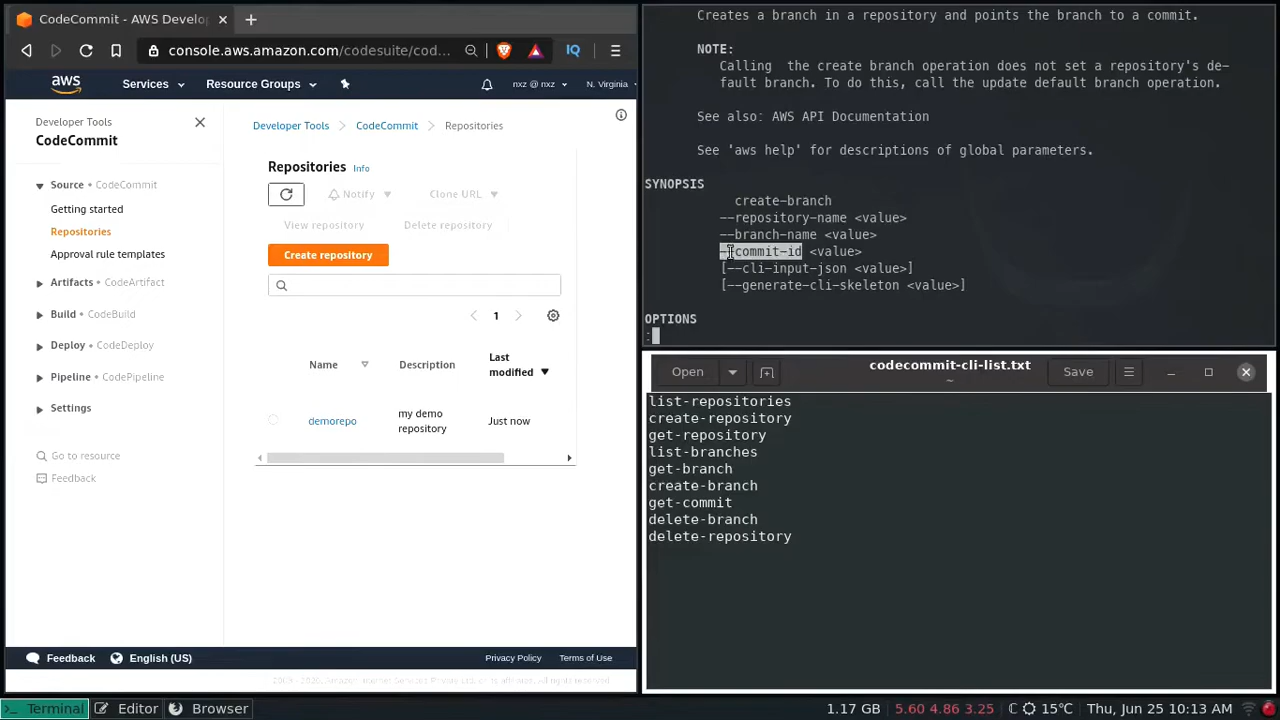 CodeCommit - AWS Develop
console.aws.amazon.com/codesuite/cod...
aws
Services
Resource Groups
nxz @ nxz
N. Virginia
Developer Tools
CodeCommit
Source • CodeCommit
Getting started
Repositories
Approval rule templates
Artifacts • CodeArtifact
Build • CodeBuild
Deploy • CodeDeploy
Pipeline • CodePipeline
Settings
Go to resource
Feedback
Developer Tools
CodeCommit
Repositories
Repositories Info
Notify
Clone URL
View repository
Delete repository
Create repository
1
Name
Description
Last
modified
demorepo
my demo
repository
Just now
Feedback
English (US)
Privacy Policy
Terms of Use
Creates a branch in a repository and points the branch to a commit.
NOTE:
Calling the create branch operation does not set a repository's de-
fault branch. To do this, call the update default branch operation.
See also: AWS API Documentation
See 'aws help' for descriptions of global parameters.
SYNOPSIS
create-branch
--repository-name <value>
--branch-name <value>
--commit-id <value>
[--cli-input-json <value>]
[--generate-cli-skeleton <value>]
OPTIONS
:
Open
codecommit-cli-list.txt
~
Save
list-repositories
create-repository
get-repository
list-branches
get-branch
create-branch
get-commit
delete-branch
delete-repository
Terminal
Editor
Browser
1.17 GB
5.60 4.86 3.25
15℃
Thu, Jun 25
10:13 AM